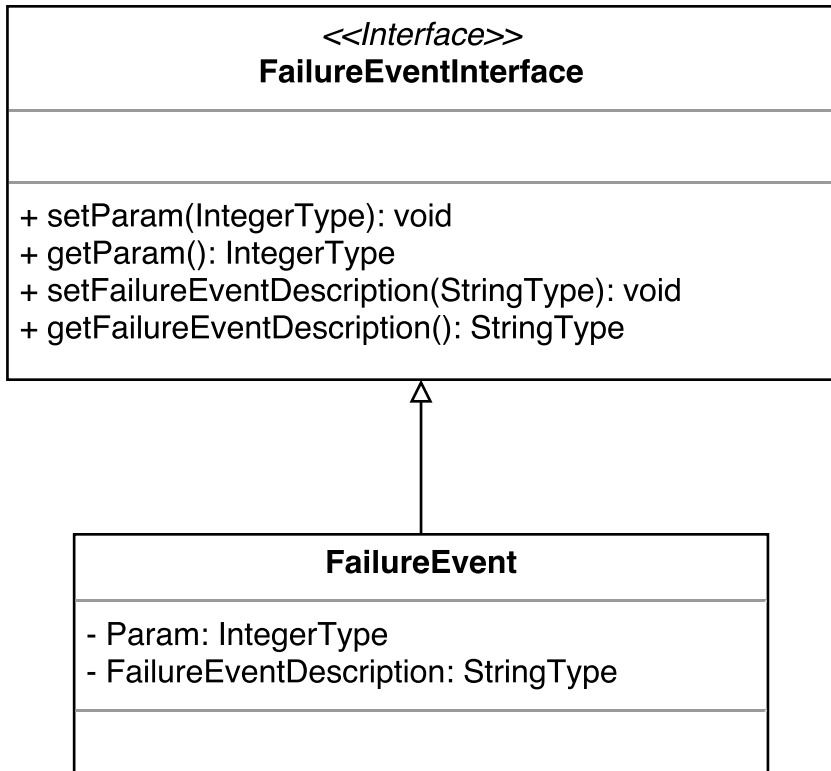 <<Interface>>
FailureEventInterface
+ setParam(IntegerType): void
+ getParam(): IntegerType
+ setFailureEventDescription(StringType): void
+ getFailureEventDescription(): StringType
FailureEvent
- Param: IntegerType
- FailureEventDescription: StringType